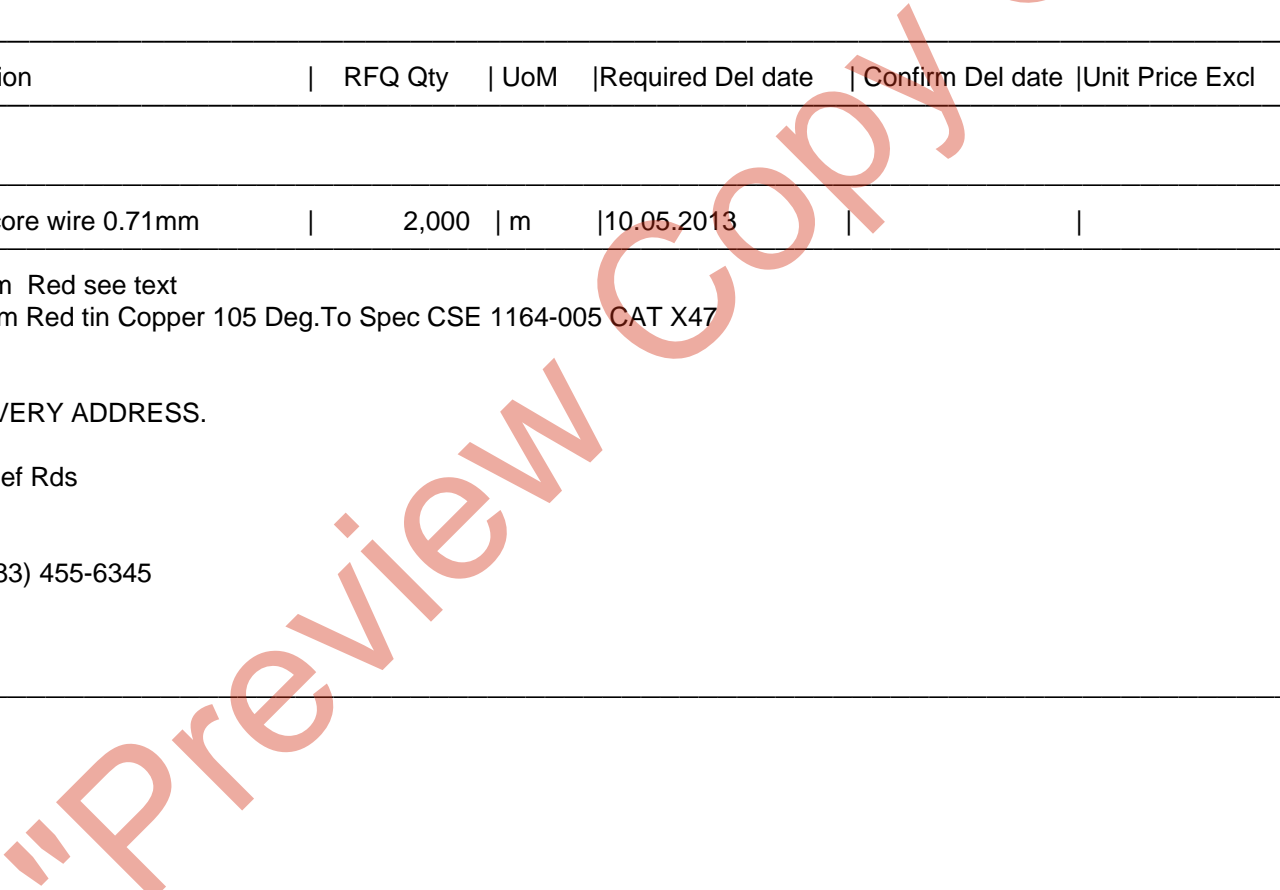 ion | RFQ Qty | UoM |Required Del date | Confirm Del date |Unit Price Excl
ore wire 0.71mm | 2,000 | m |10.05.2013 | |
m Red see text
m Red tin Copper 105 Deg.To Spec CSE 1164-005 CAT X47
VERY ADDRESS.
ef Rds
33) 455-6345
"Preview Copy